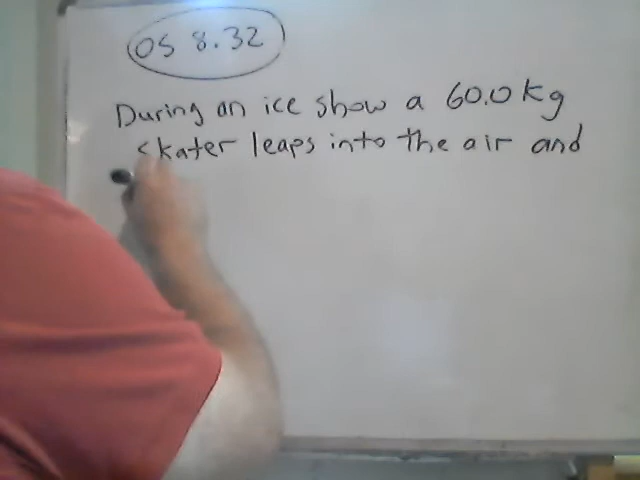 OS 8.32
During an ice show a 60.0 kg
skater leaps into the air and